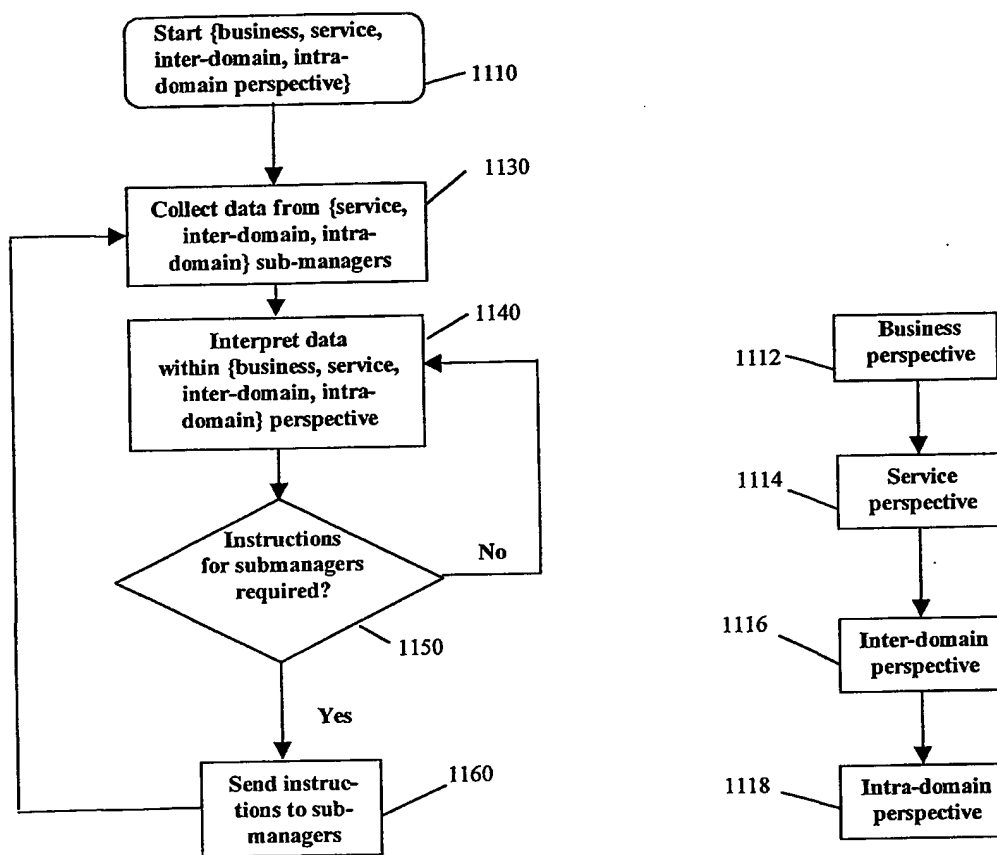 Start {business, service,
inter-domain, intra-
domain perspective}
1110
1130
Collect data from {service,
inter-domain, intra-
domain} sub-managers
1140
Interpret data
within {business, service,
inter-domain, intra-
domain} perspective
Instructions
for submanagers
required?
No
1150
Yes
Send instruc-
tions to sub-
managers
1160
Business
perspective
1112
Service
perspective
1114
Inter-domain
perspective
1116
Intra-domain
perspective
1118